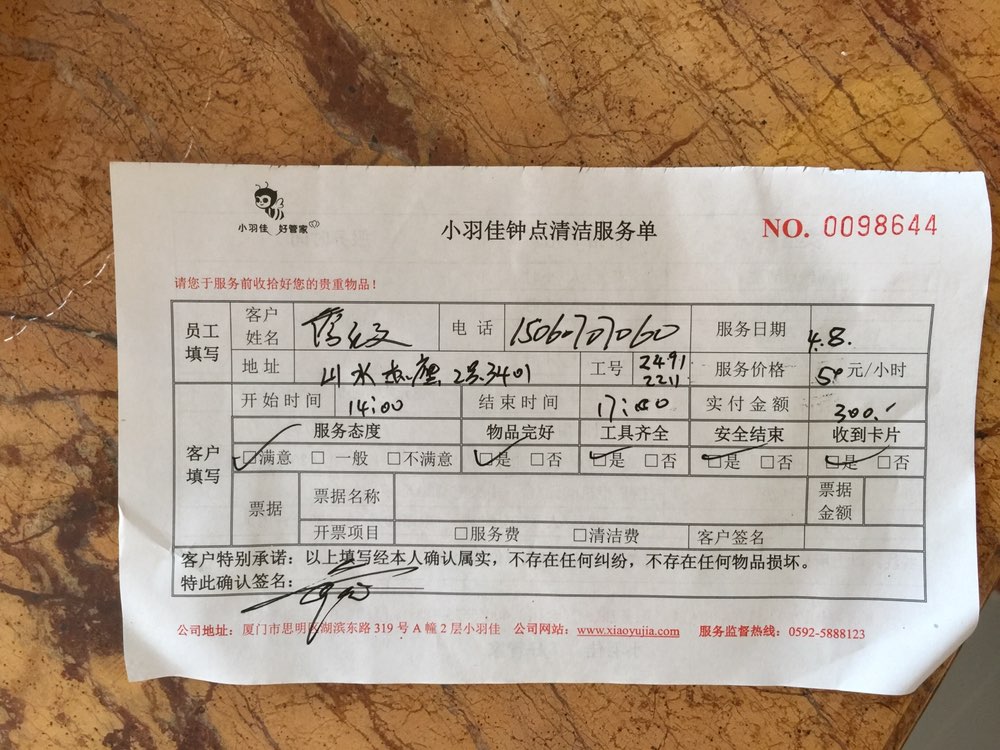 小羽佳 好管家
小羽佳钟点清洁服务单
NO. 0098644
请您于服务前收拾好您的贵重物品！
员工填写 客户姓名 电话 15060707060 服务日期 4.8.
地址 山水 2号3401 工号 2491 2211 服务价格 50元/小时
客户填写 开始时间 14:00 结束时间 17:00 实付金额 300.-
服务态度 物品完好 工具齐全 安全结束 收到卡片
☑满意 □一般 □不满意 ☑是 □否 ☑是 □否 ☑是 □否 ☑是 □否
票据 票据名称 票据金额
开票项目 □服务费 □清洁费 客户签名
客户特别承诺：以上填写经本人确认属实，不存在任何纠纷，不存在任何物品损坏。
特此确认签名：
公司地址：厦门市思明区湖滨东路 319 号 A 幢 2 层小羽佳 公司网站：www.xiaoyujia.com 服务监督热线：0592-5888123